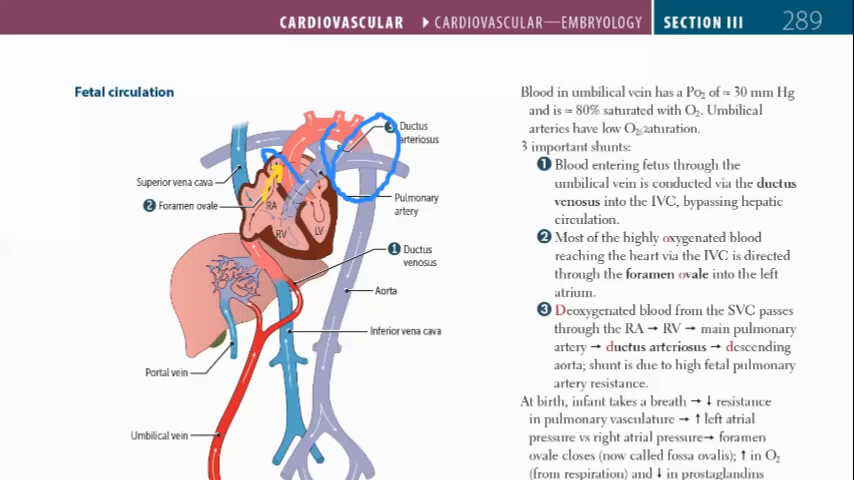 CARDIOVASCULAR ▶ CARDIOVASCULAR—EMBRYOLOGY SECTION III 289
Fetal circulation
3 Ductus
arteriosus
Superior vena cava
2 Foramen ovale
RA
RV
LV
Pulmonary
artery
1 Ductus
venosus
Aorta
Inferior vena cava
Portal vein
Umbilical vein
Blood in umbilical vein has a PO₂ of ≈ 30 mm Hg
and is ≈ 80% saturated with O₂. Umbilical
arteries have low O₂ saturation.
3 important shunts:
1 Blood entering fetus through the
umbilical vein is conducted via the ductus
venosus into the IVC, bypassing hepatic
circulation.
2 Most of the highly oxygenated blood
reaching the heart via the IVC is directed
through the foramen ovale into the left
atrium.
3 Deoxygenated blood from the SVC passes
through the RA → RV → main pulmonary
artery → ductus arteriosus → descending
aorta; shunt is due to high fetal pulmonary
artery resistance.
At birth, infant takes a breath → ↓ resistance
in pulmonary vasculature → ↑ left atrial
pressure vs right atrial pressure → foramen
ovale closes (now called fossa ovalis); ↑ in O₂
(from respiration) and ↓ in prostaglandins